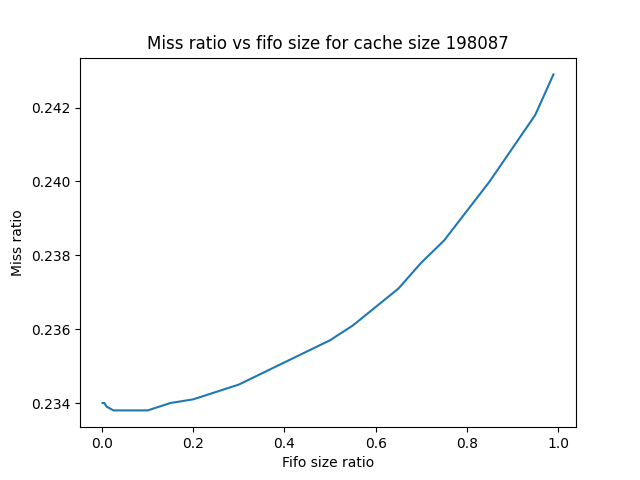 Miss ratio vs fifo size for cache size 198087
0.242
0.240
0.238
0.236
0.234
Miss ratio
0.0 0.2 0.4 0.6 0.8 1.0
Fifo size ratio